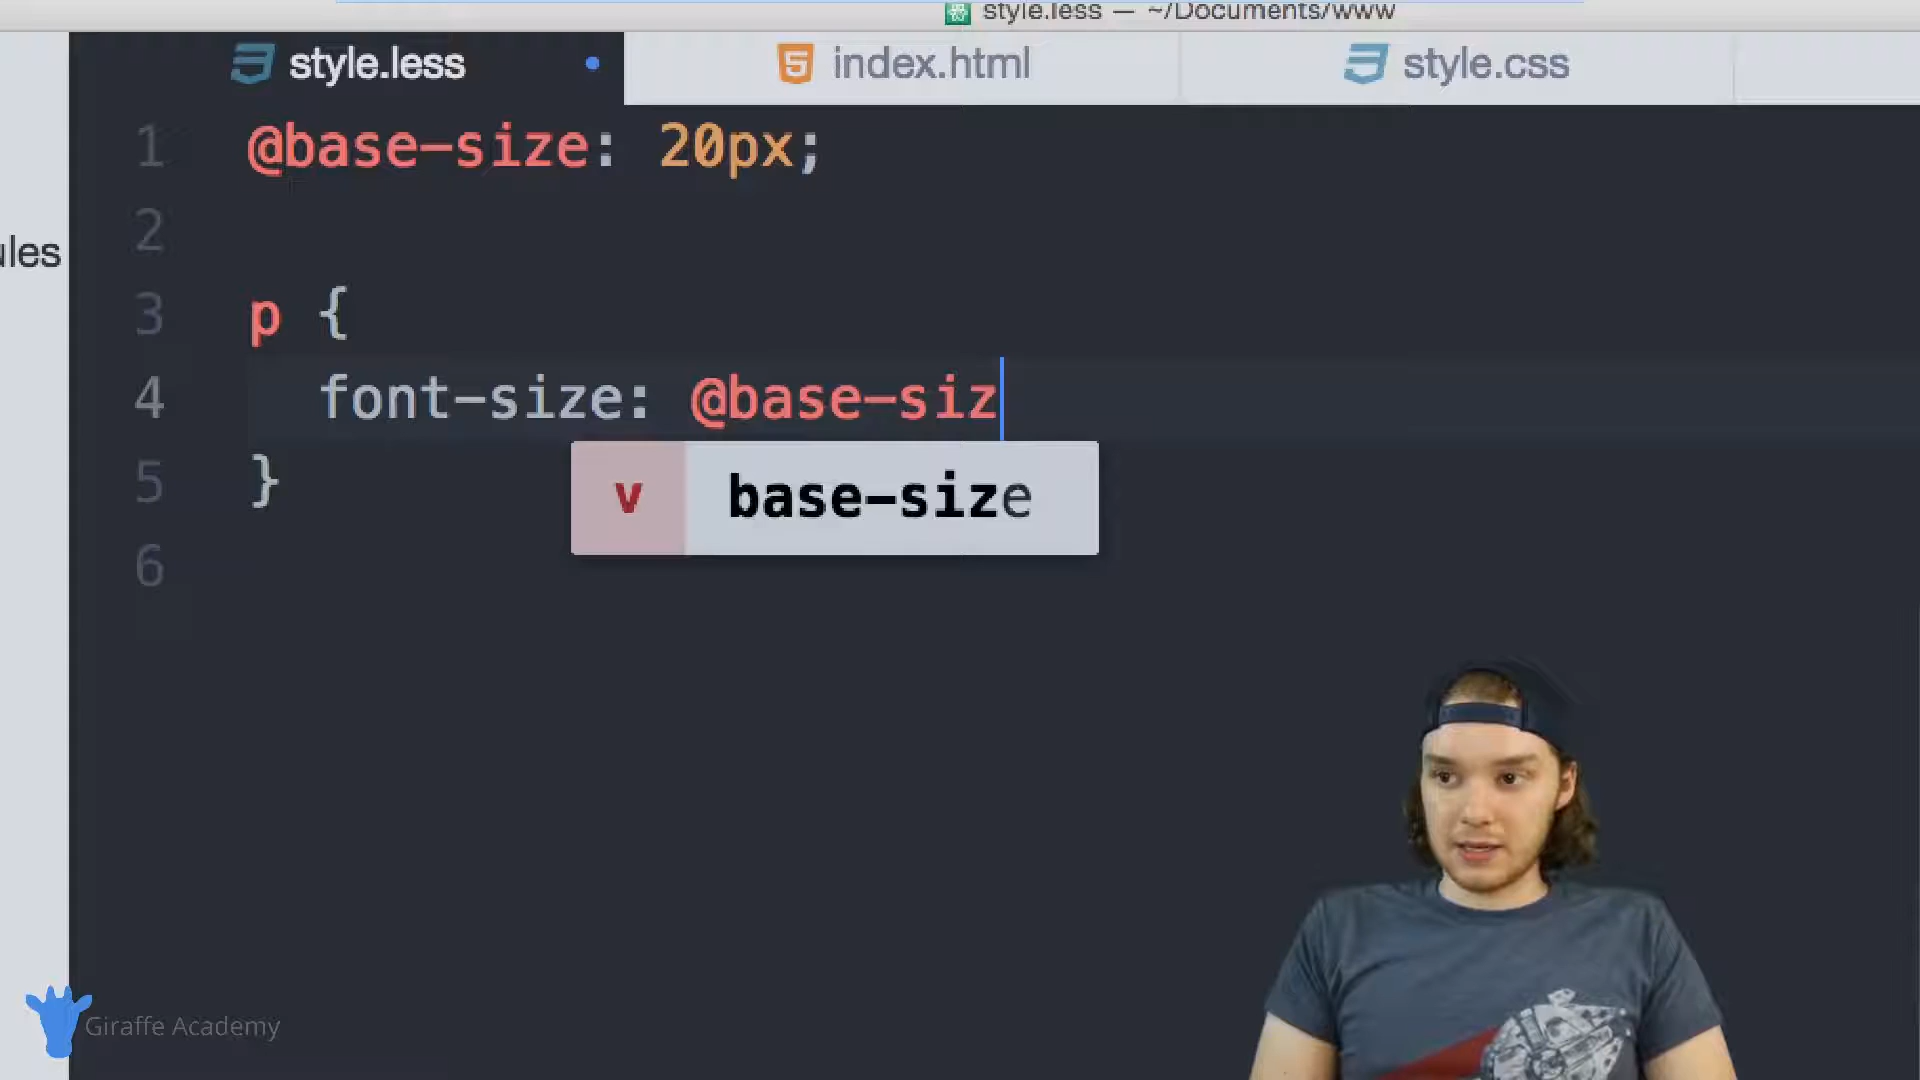 style.less — ~/Documents/www
style.less index.html style.css
ules
1 @base-size: 20px;
2
3 p {
4 font-size: @base-siz
v base-size
5 }
6
Giraffe Academy